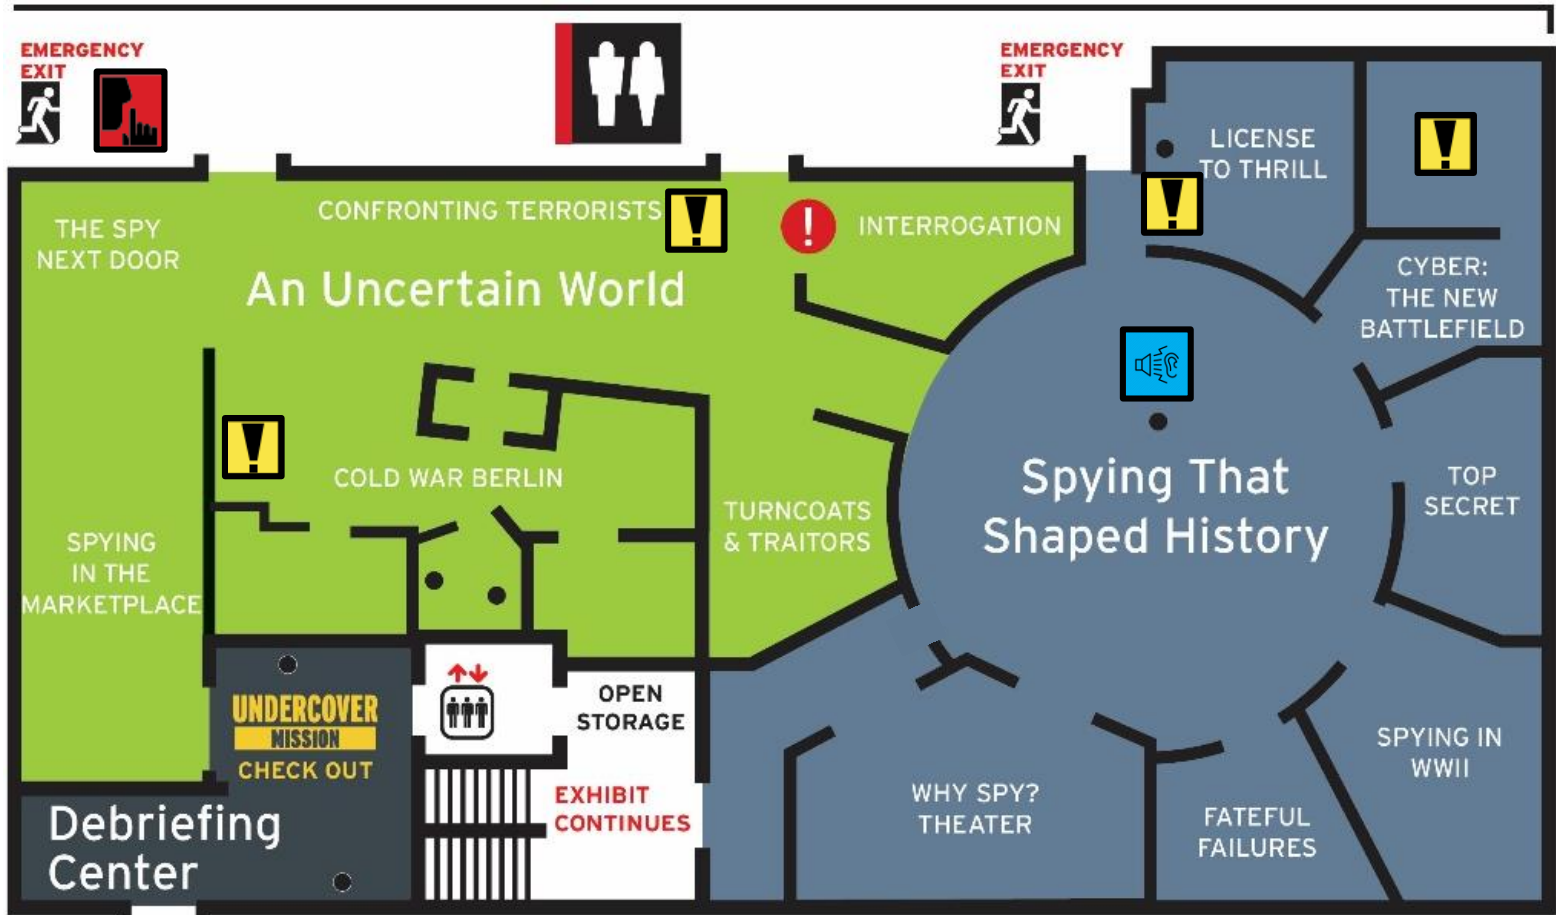 EMERGENCY
EXIT
EMERGENCY
EXIT
LICENSE
TO THRILL
!
!
THE SPY
NEXT DOOR
CONFRONTING TERRORISTS
!
!
INTERROGATION
An Uncertain World
CYBER:
THE NEW
BATTLEFIELD
!
COLD WAR BERLIN
TURNCOATS
& TRAITORS
Spying That
Shaped History
TOP
SECRET
SPYING
IN THE
MARKETPLACE
UNDERCOVER
MISSION
CHECK OUT
OPEN
STORAGE
EXHIBIT
CONTINUES
WHY SPY?
THEATER
FATEFUL
FAILURES
SPYING IN
WWII
Debriefing
Center